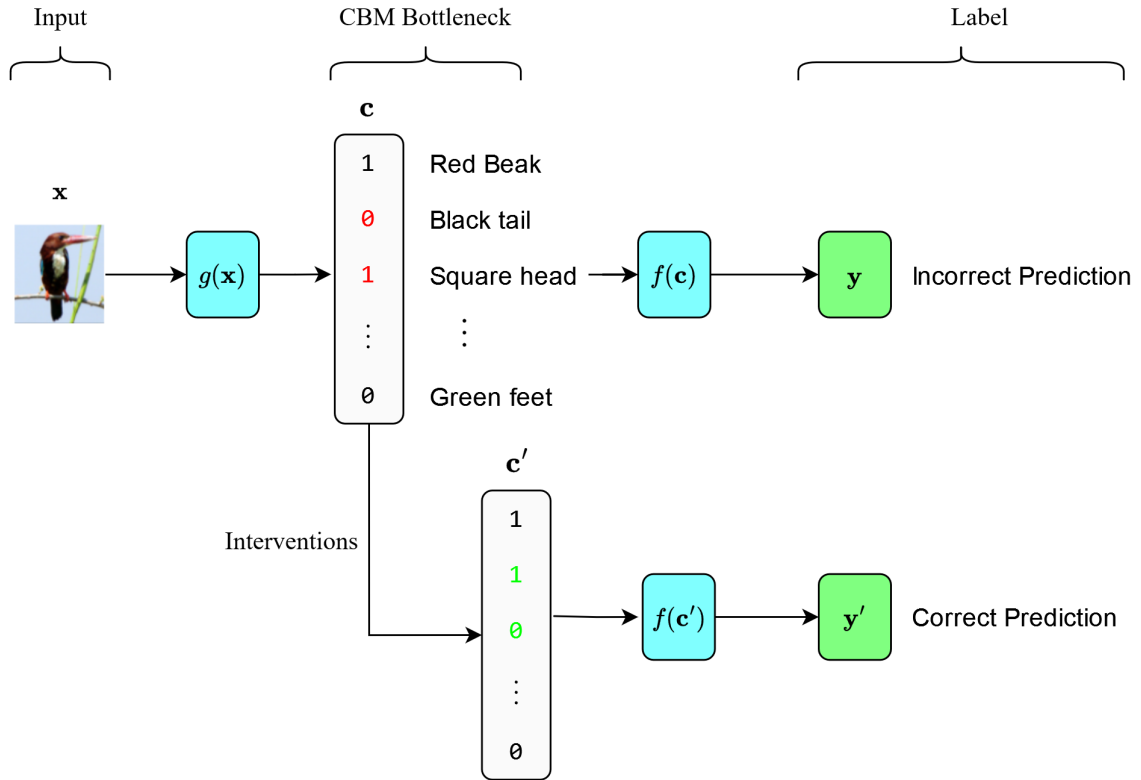 Input CBM Bottleneck Label
c
x
1 Red Beak
0 Black tail
g(x) 1 Square head f(c) y Incorrect Prediction
⋮ ⋮
0 Green feet
c′
Interventions
1
1
0 f(c′) y′ Correct Prediction
⋮
0